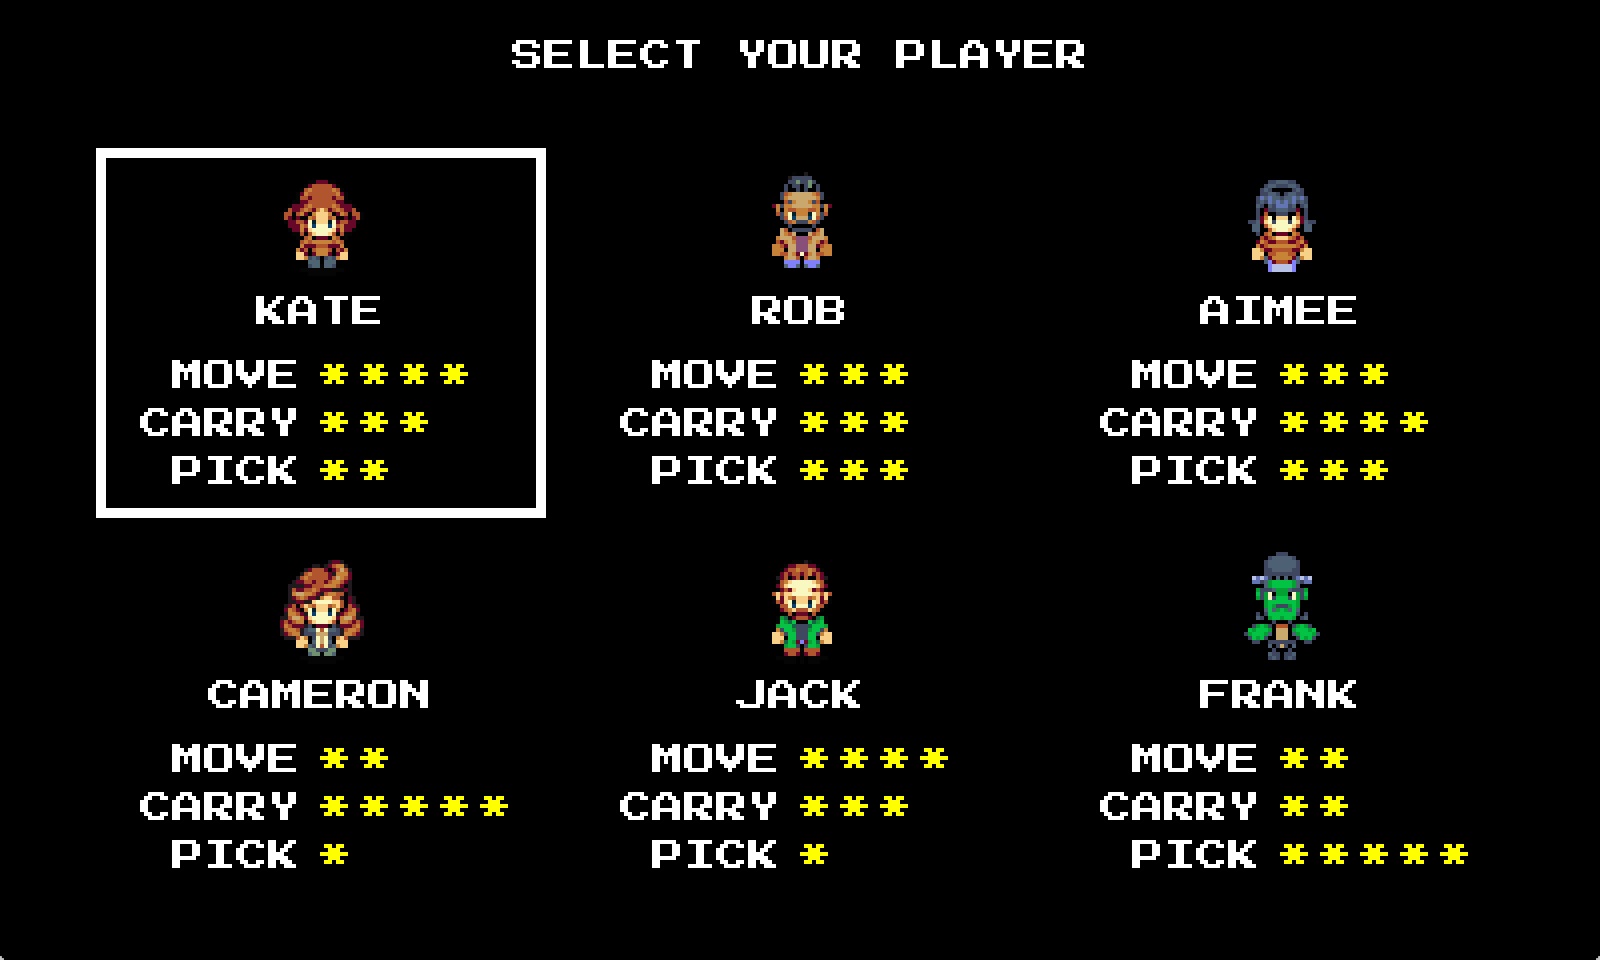 SELECT YOUR PLAYER
KATE
MOVE ****
CARRY ***
PICK **
ROB
MOVE ***
CARRY ***
PICK ***
AIMEE
MOVE ***
CARRY ****
PICK ***
CAMERON
MOVE **
CARRY *****
PICK *
JACK
MOVE ****
CARRY ***
PICK *
FRANK
MOVE **
CARRY **
PICK *****